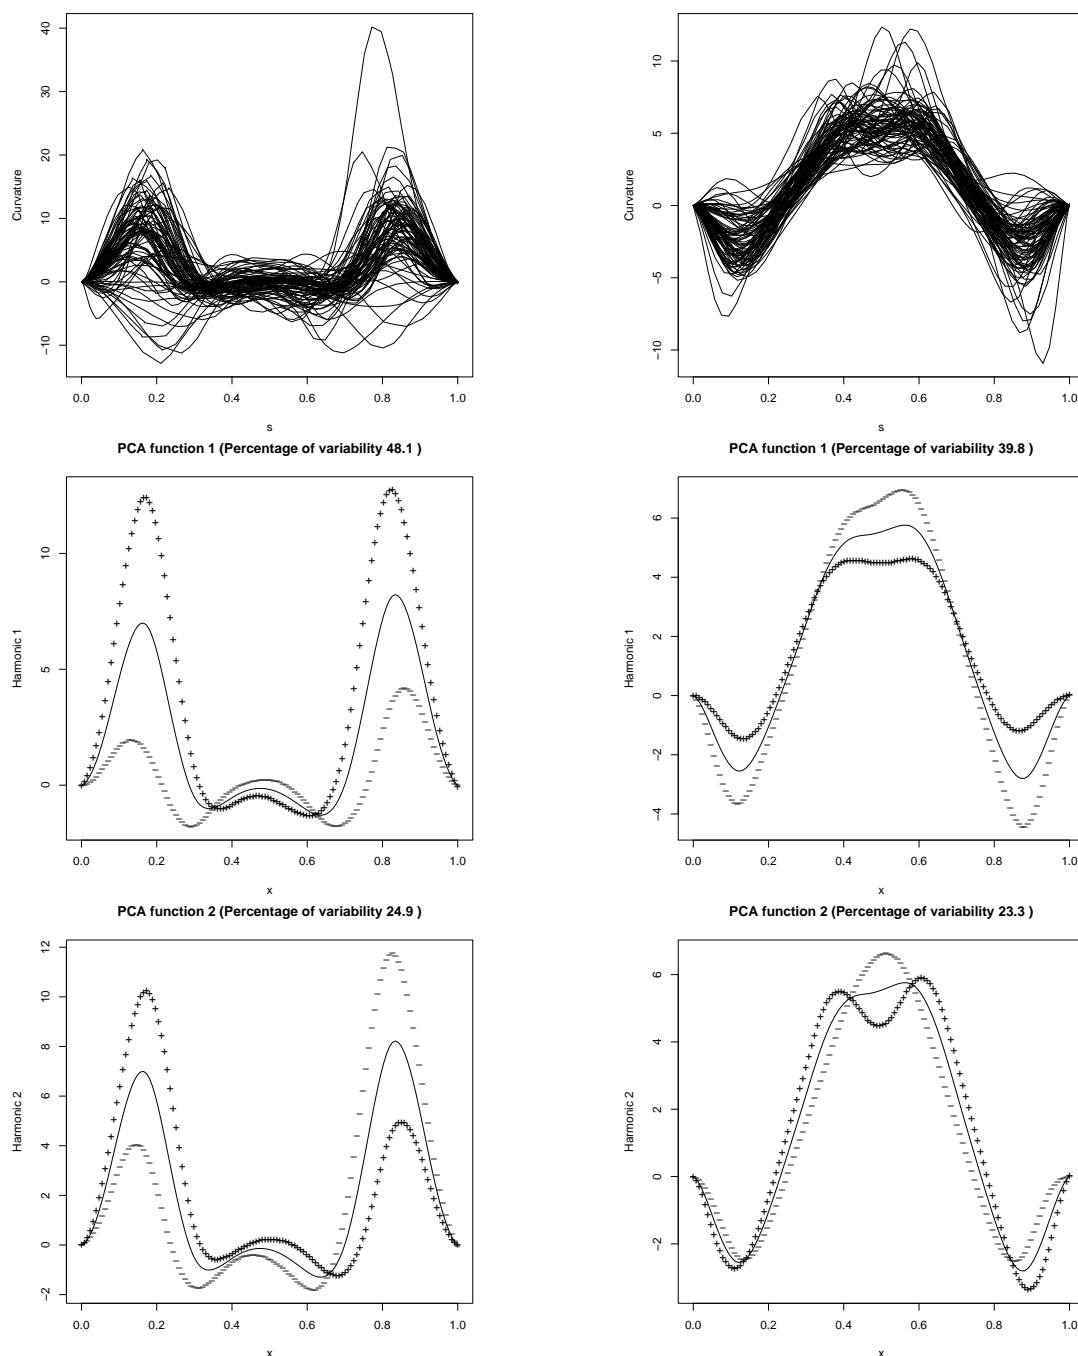 40
30
20
10
0
−10
Curvature
0.0 0.2 0.4 0.6 0.8 1.0
s
10
5
0
−5
−10
Curvature
0.0 0.2 0.4 0.6 0.8 1.0
s
PCA function 1 (Percentage of variability 48.1 )
10
5
0
Harmonic 1
0.0 0.2 0.4 0.6 0.8 1.0
x
PCA function 1 (Percentage of variability 39.8 )
6
4
2
0
−2
−4
Harmonic 1
0.0 0.2 0.4 0.6 0.8 1.0
x
PCA function 2 (Percentage of variability 24.9 )
12
10
8
6
4
2
0
−2
Harmonic 2
0.0 0.2 0.4 0.6 0.8 1.0
x
PCA function 2 (Percentage of variability 23.3 )
6
4
2
0
−2
Harmonic 2
0.0 0.2 0.4 0.6 0.8 1.0
x